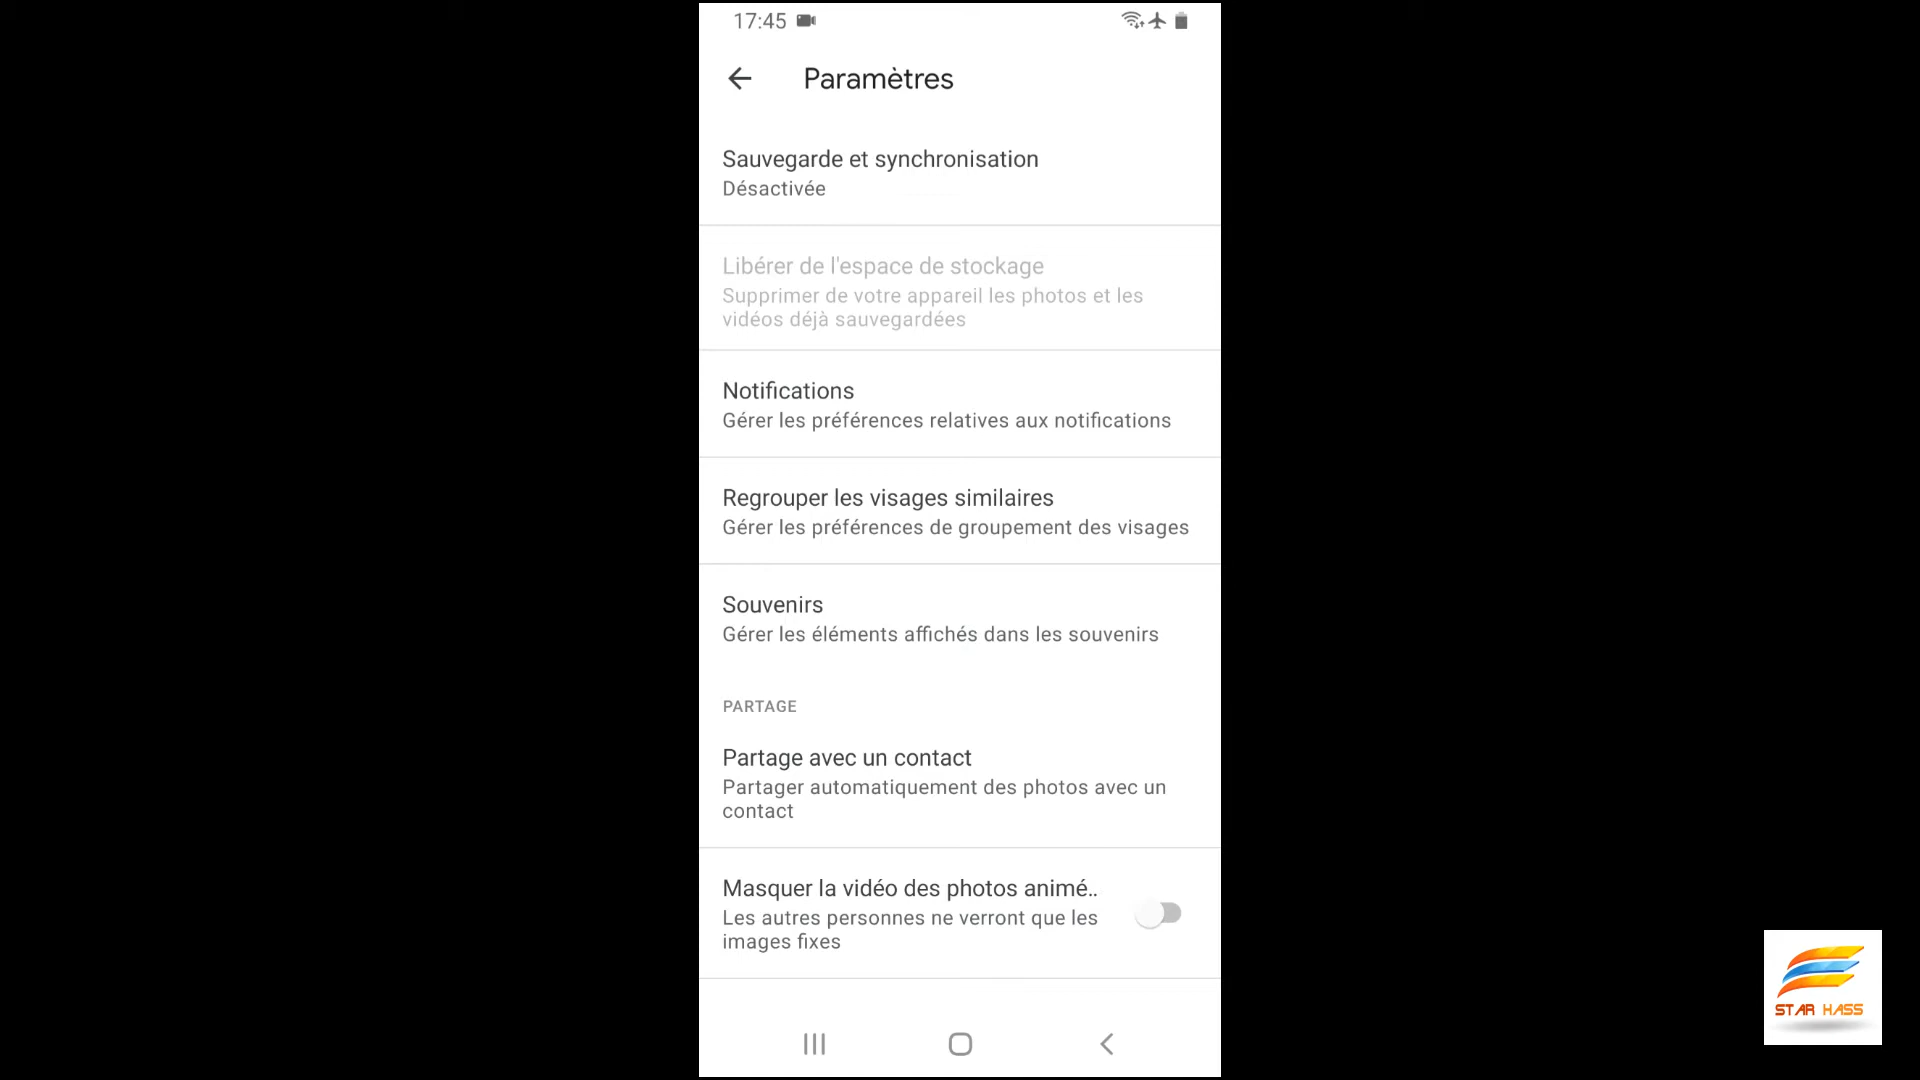 17:45
Paramètres
Sauvegarde et synchronisation
Désactivée
Libérer de l'espace de stockage
Supprimer de votre appareil les photos et les
vidéos déjà sauvegardées
Notifications
Gérer les préférences relatives aux notifications
Regrouper les visages similaires
Gérer les préférences de groupement des visages
Souvenirs
Gérer les éléments affichés dans les souvenirs
PARTAGE
Partage avec un contact
Partager automatiquement des photos avec un
contact
Masquer la vidéo des photos animé..
Les autres personnes ne verront que les
images fixes
STAR HASS